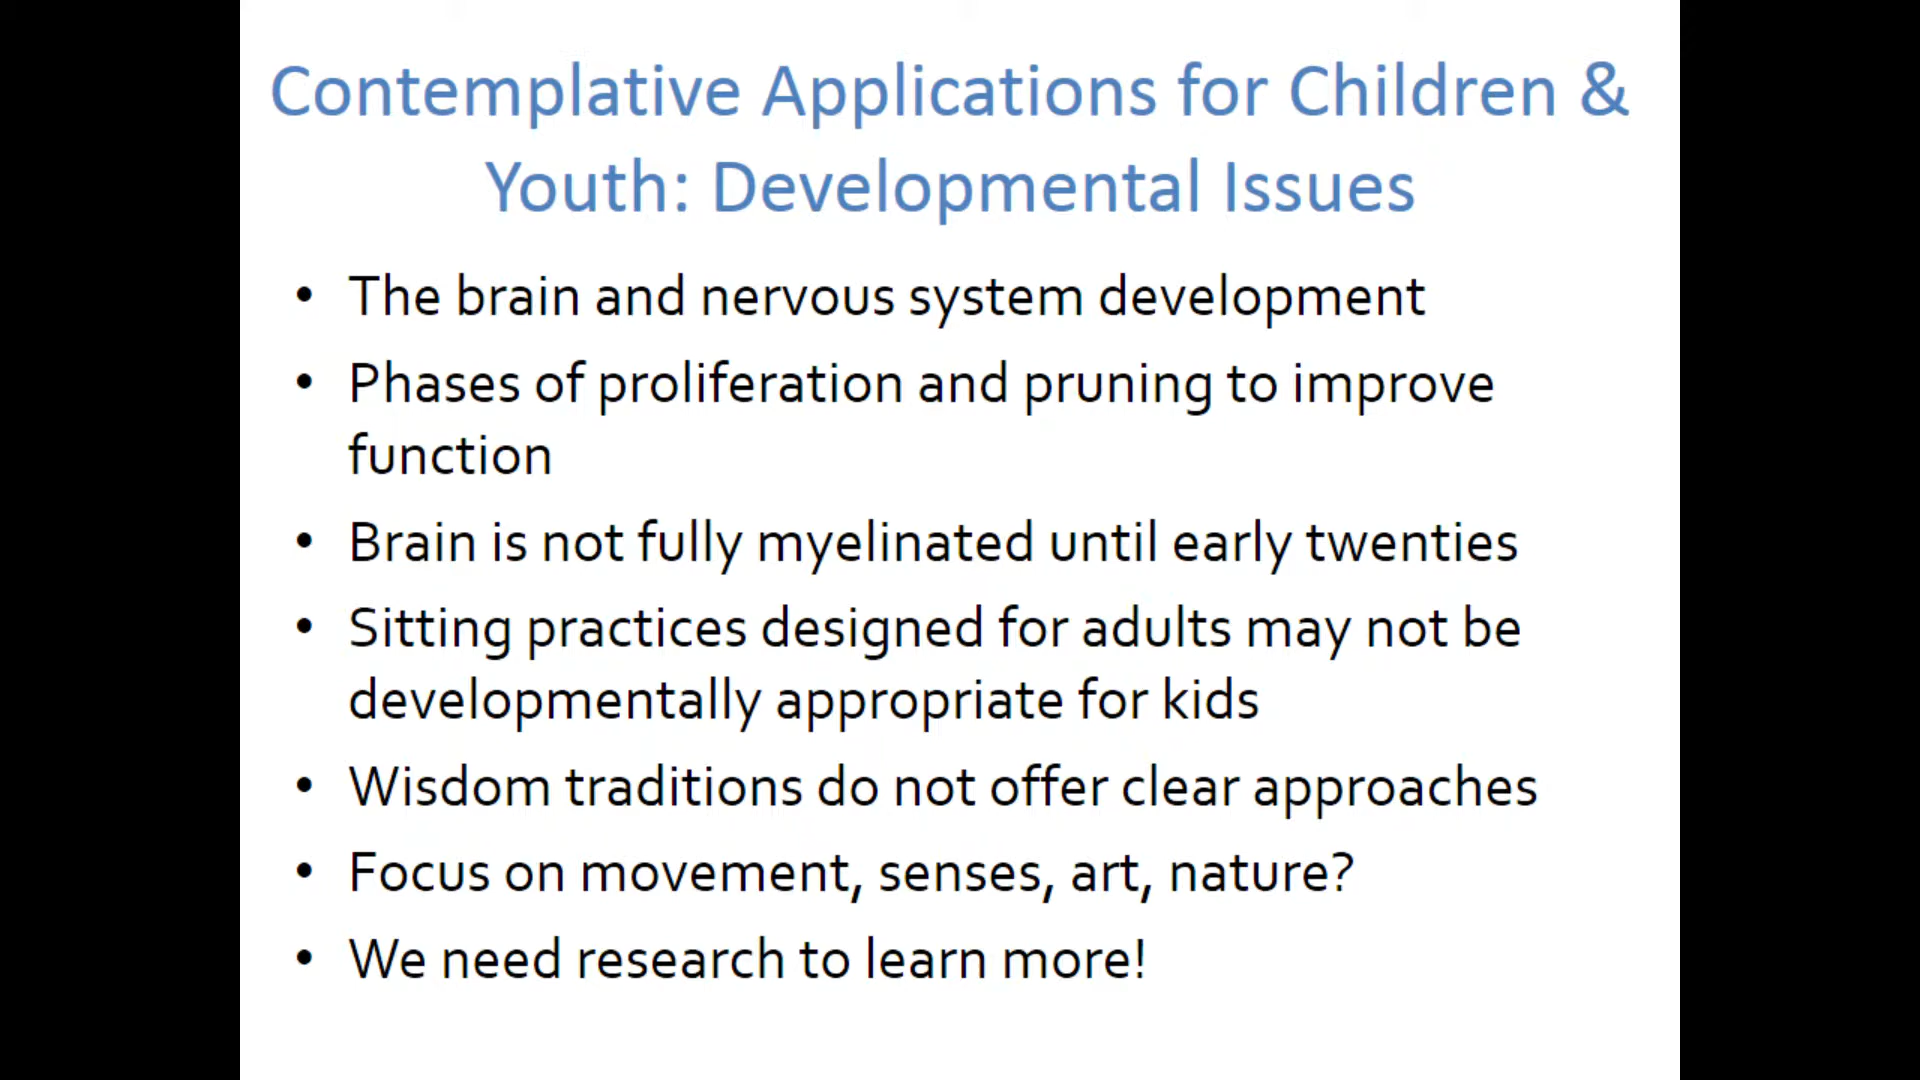 Contemplative Applications for Children &
Youth: Developmental Issues
• The brain and nervous system development
• Phases of proliferation and pruning to improve
function
• Brain is not fully myelinated until early twenties
• Sitting practices designed for adults may not be
developmentally appropriate for kids
• Wisdom traditions do not offer clear approaches
• Focus on movement, senses, art, nature?
• We need research to learn more!